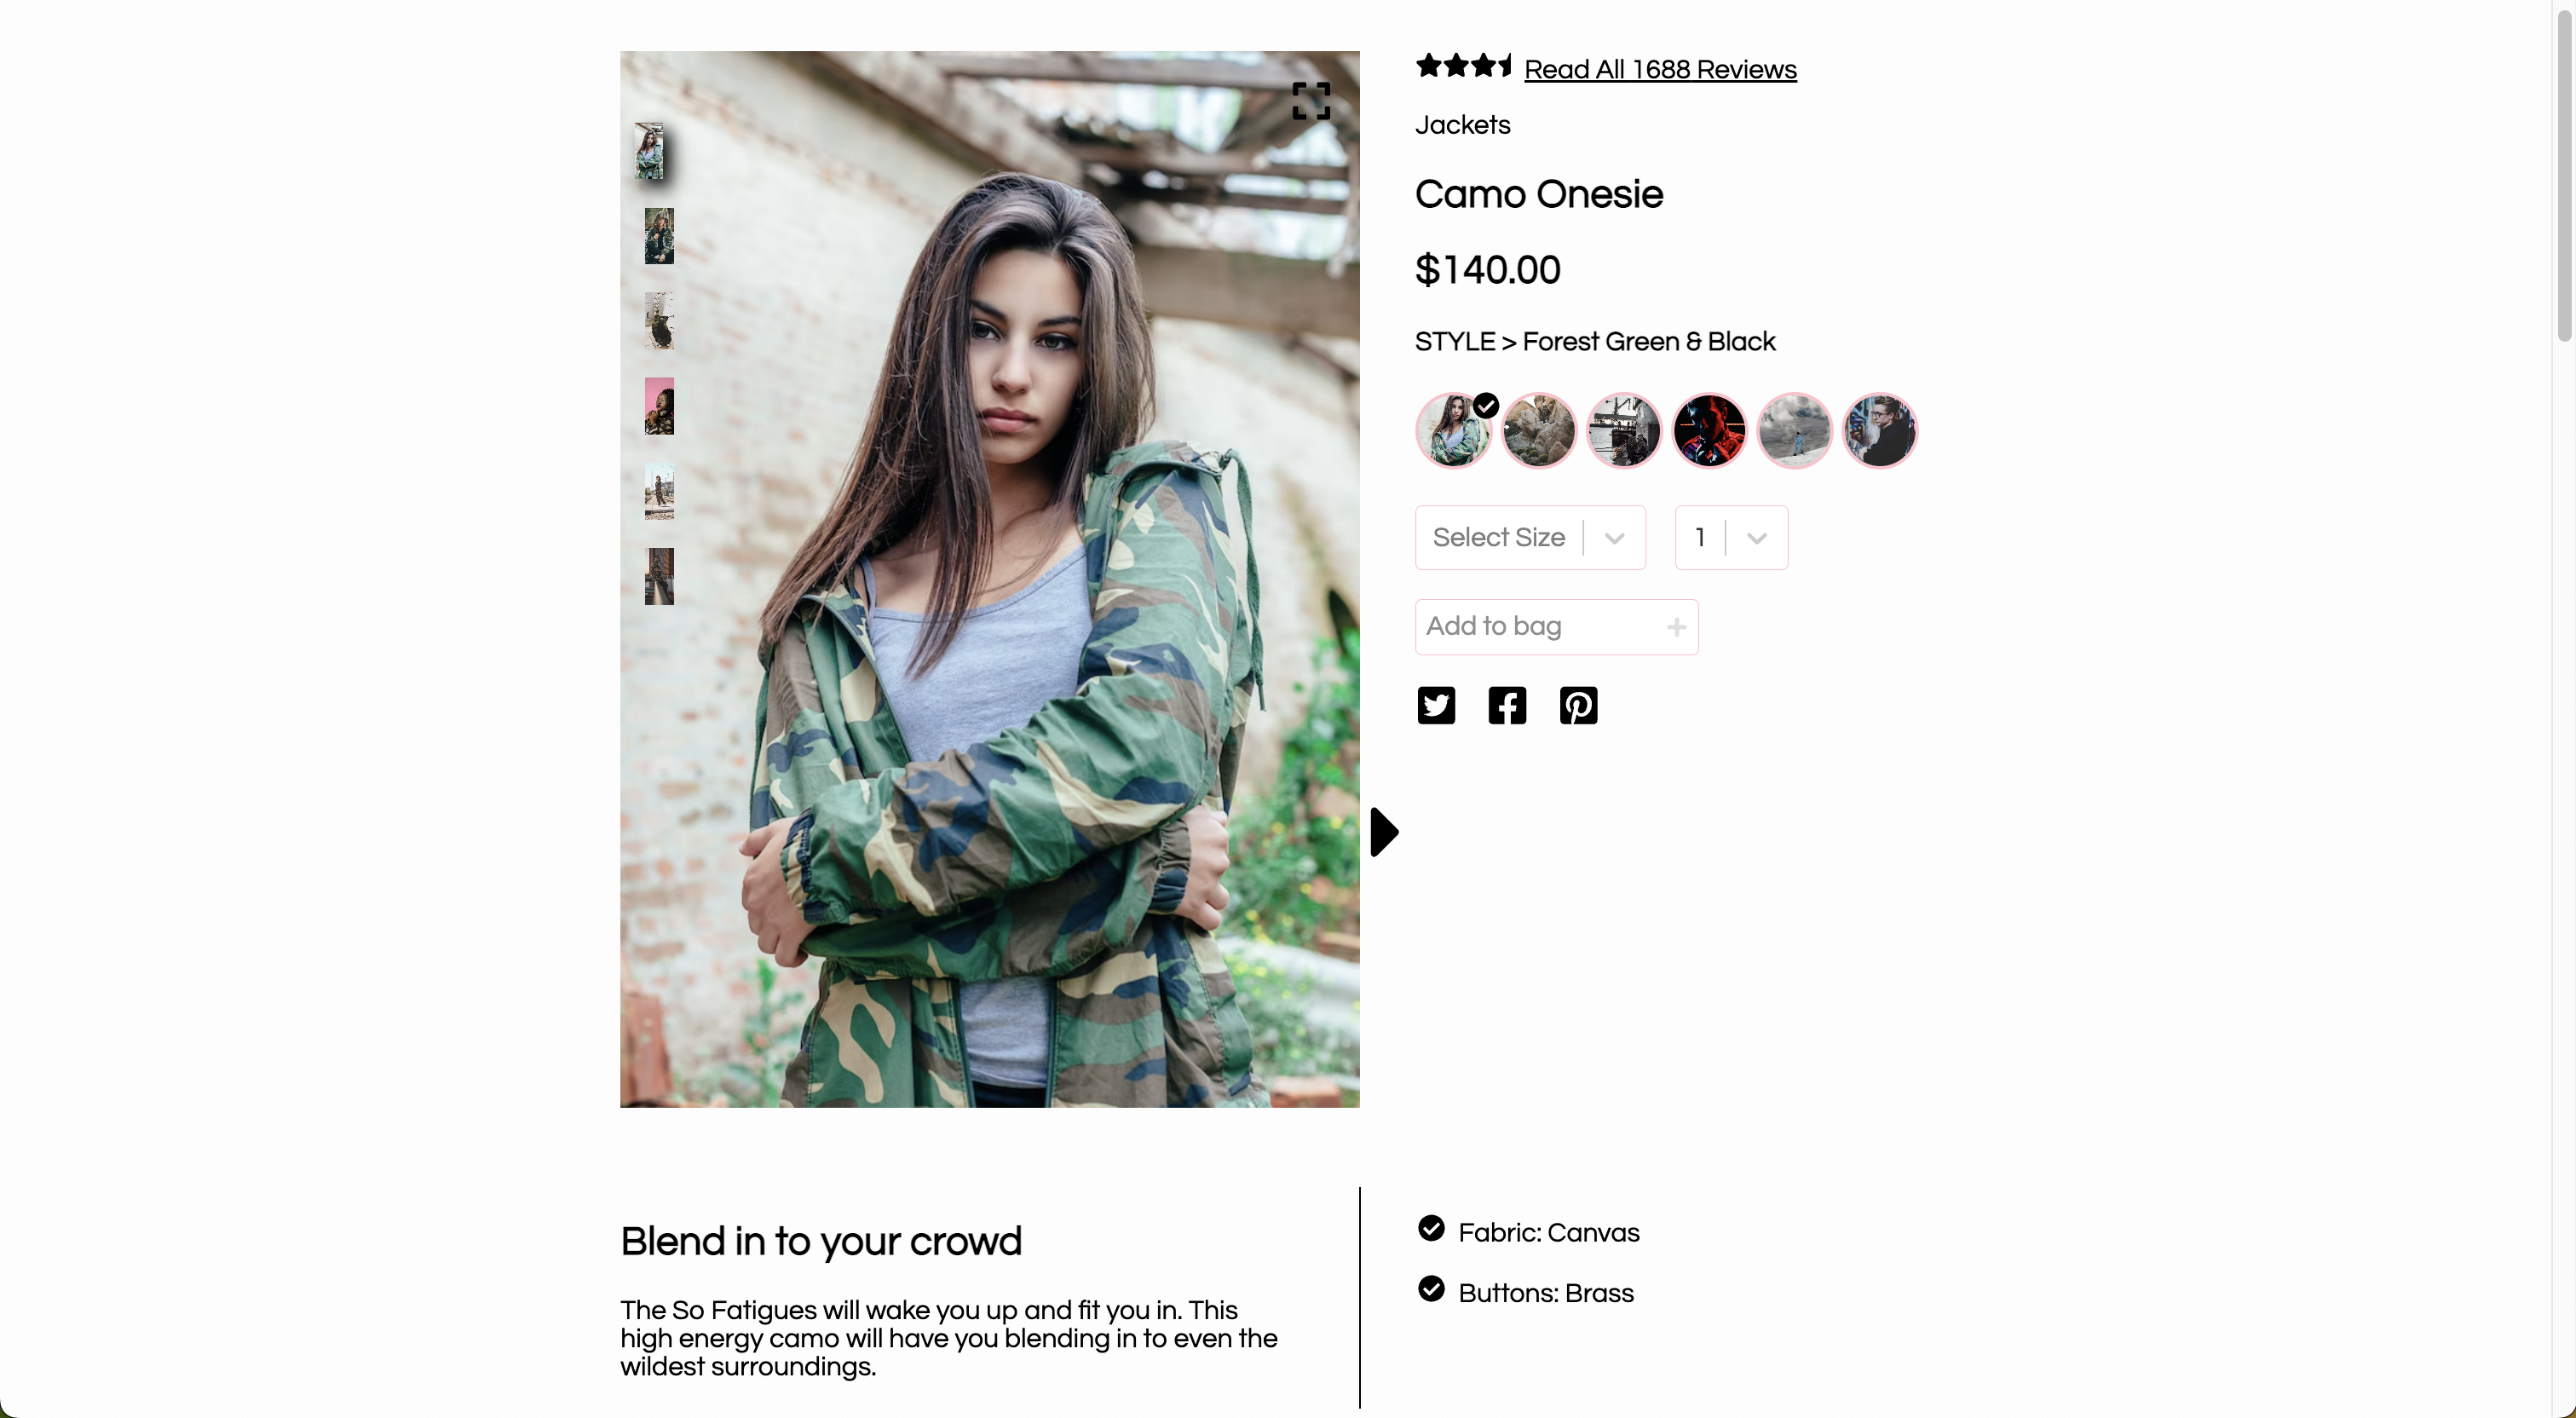 Read All 1688 Reviews
Jackets
Camo Onesie
$140.00
STYLE > Forest Green & Black
Select Size
1
Add to bag
Blend in to your crowd
The So Fatigues will wake you up and fit you in. This
high energy camo will have you blending in to even the
wildest surroundings.
Fabric: Canvas
Buttons: Brass